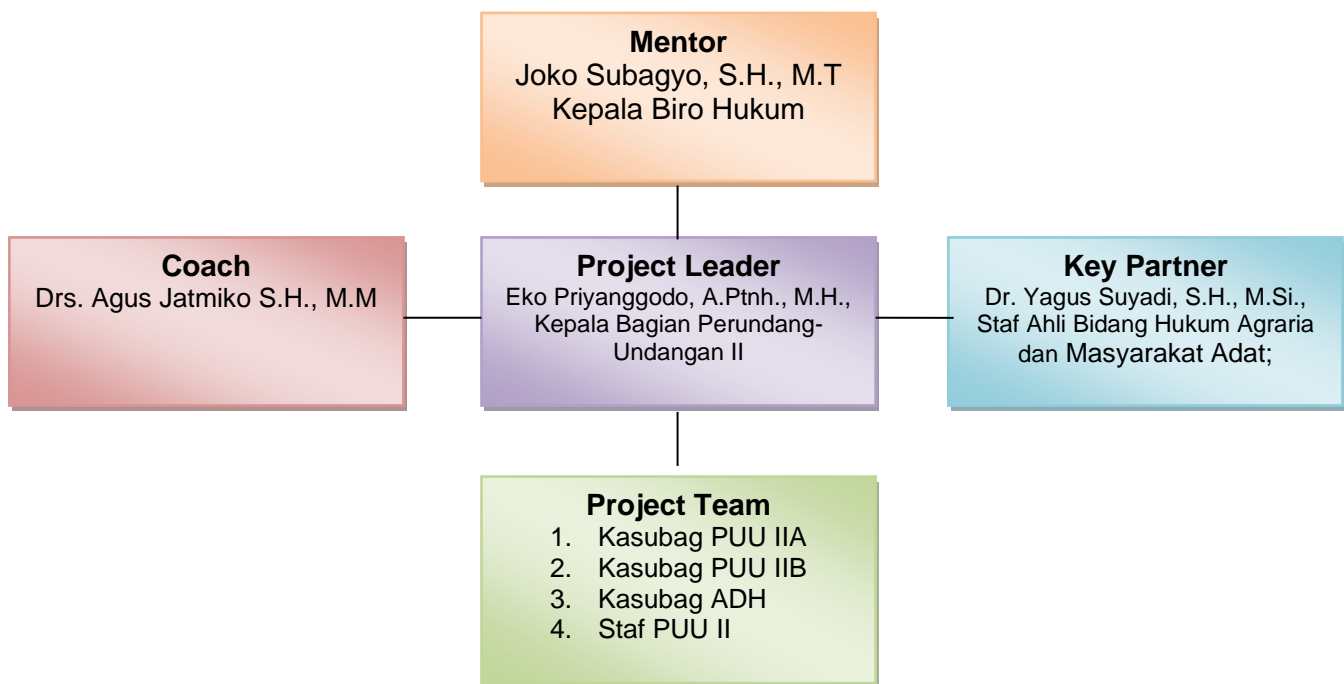 Mentor
Joko Subagyo, S.H., M.T
Kepala Biro Hukum
Coach
Drs. Agus Jatmiko S.H., M.M
Project Leader
Eko Priyanggodo, A.Ptnh., M.H.,
Kepala Bagian Perundang-
Undangan II
Key Partner
Dr. Yagus Suyadi, S.H., M.Si.,
Staf Ahli Bidang Hukum Agraria
dan Masyarakat Adat;
Project Team
1. Kasubag PUU IIA
2. Kasubag PUU IIB
3. Kasubag ADH
4. Staf PUU II